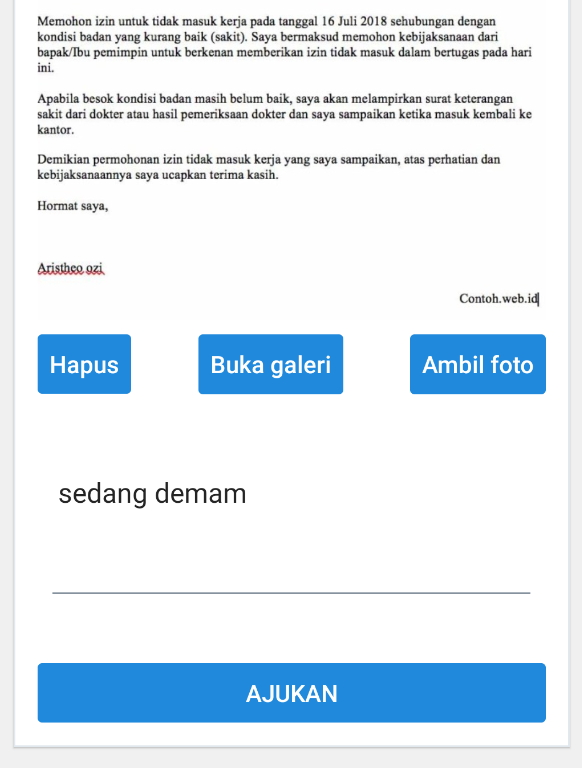 Memohon izin untuk tidak masuk kerja pada tanggal 16 Juli 2018 sehubungan dengan
kondisi badan yang kurang baik (sakit). Saya bermaksud memohon kebijaksanaan dari
bapak/Ibu pemimpin untuk berkenan memberikan izin tidak masuk dalam bertugas pada hari
ini.
Apabila besok kondisi badan masih belum baik, saya akan melampirkan surat keterangan
sakit dari dokter atau hasil pemeriksaan dokter dan saya sampaikan ketika masuk kembali ke
kantor.
Demikian permohonan izin tidak masuk kerja yang saya sampaikan, atas perhatian dan
kebijaksanaannya saya ucapkan terima kasih.
Hormat saya,
Aristheo ozi
Contoh.web.id
Hapus
Buka galeri
Ambil foto
sedang demam
AJUKAN